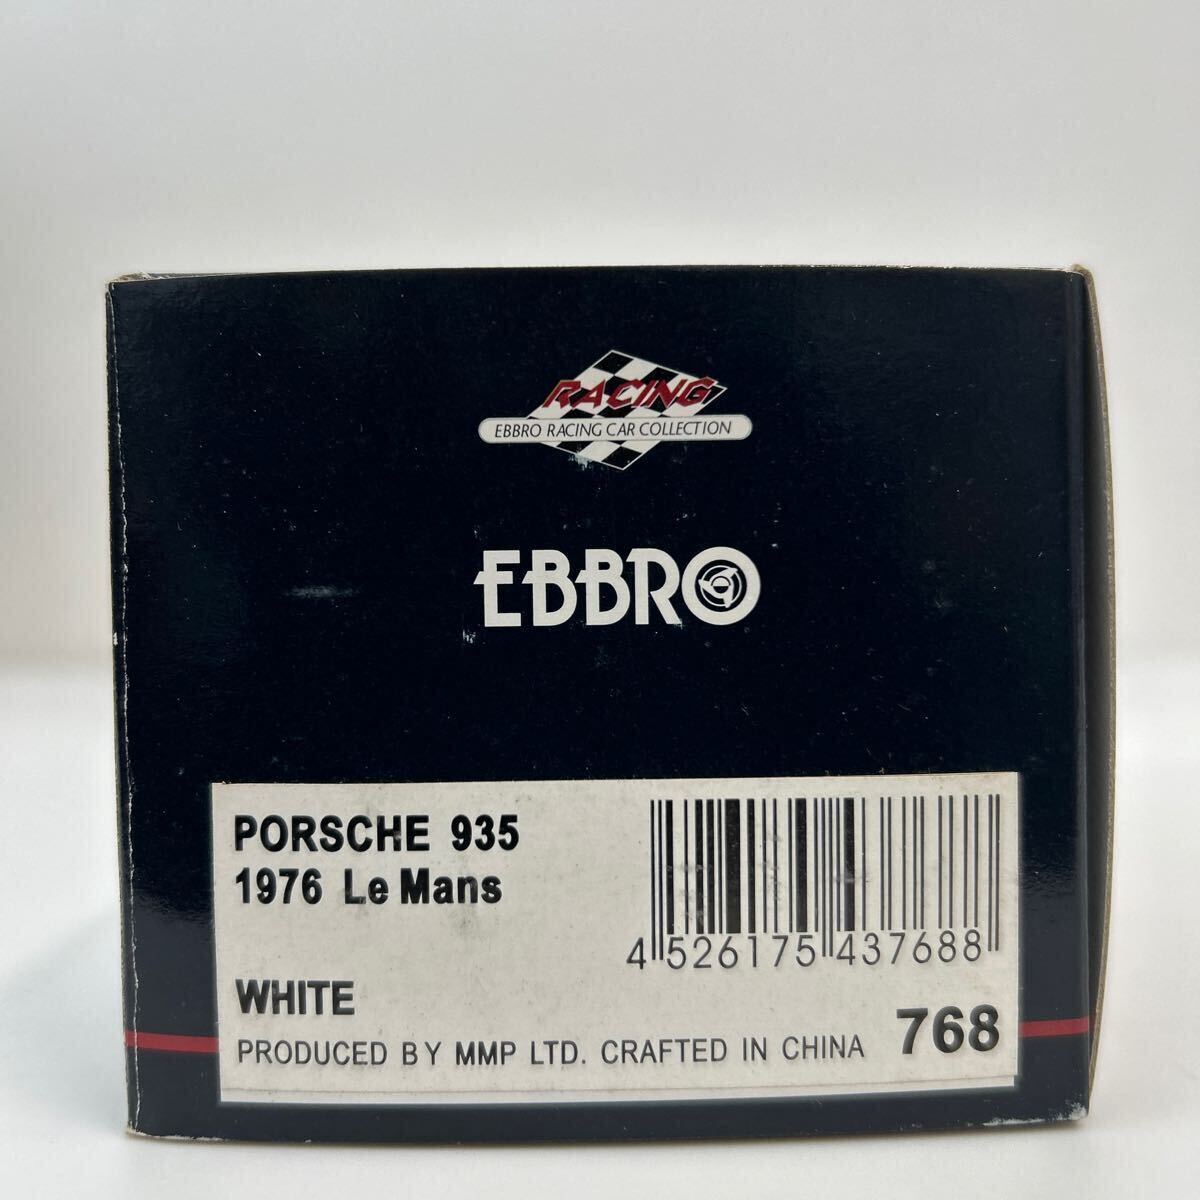 RACING
EBBRO RACING CAR COLLECTION
EBBRO
PORSCHE 935
1976 Le Mans
4 526175 437688
WHITE
768
PRODUCED BY MMP LTD. CRAFTED IN CHINA